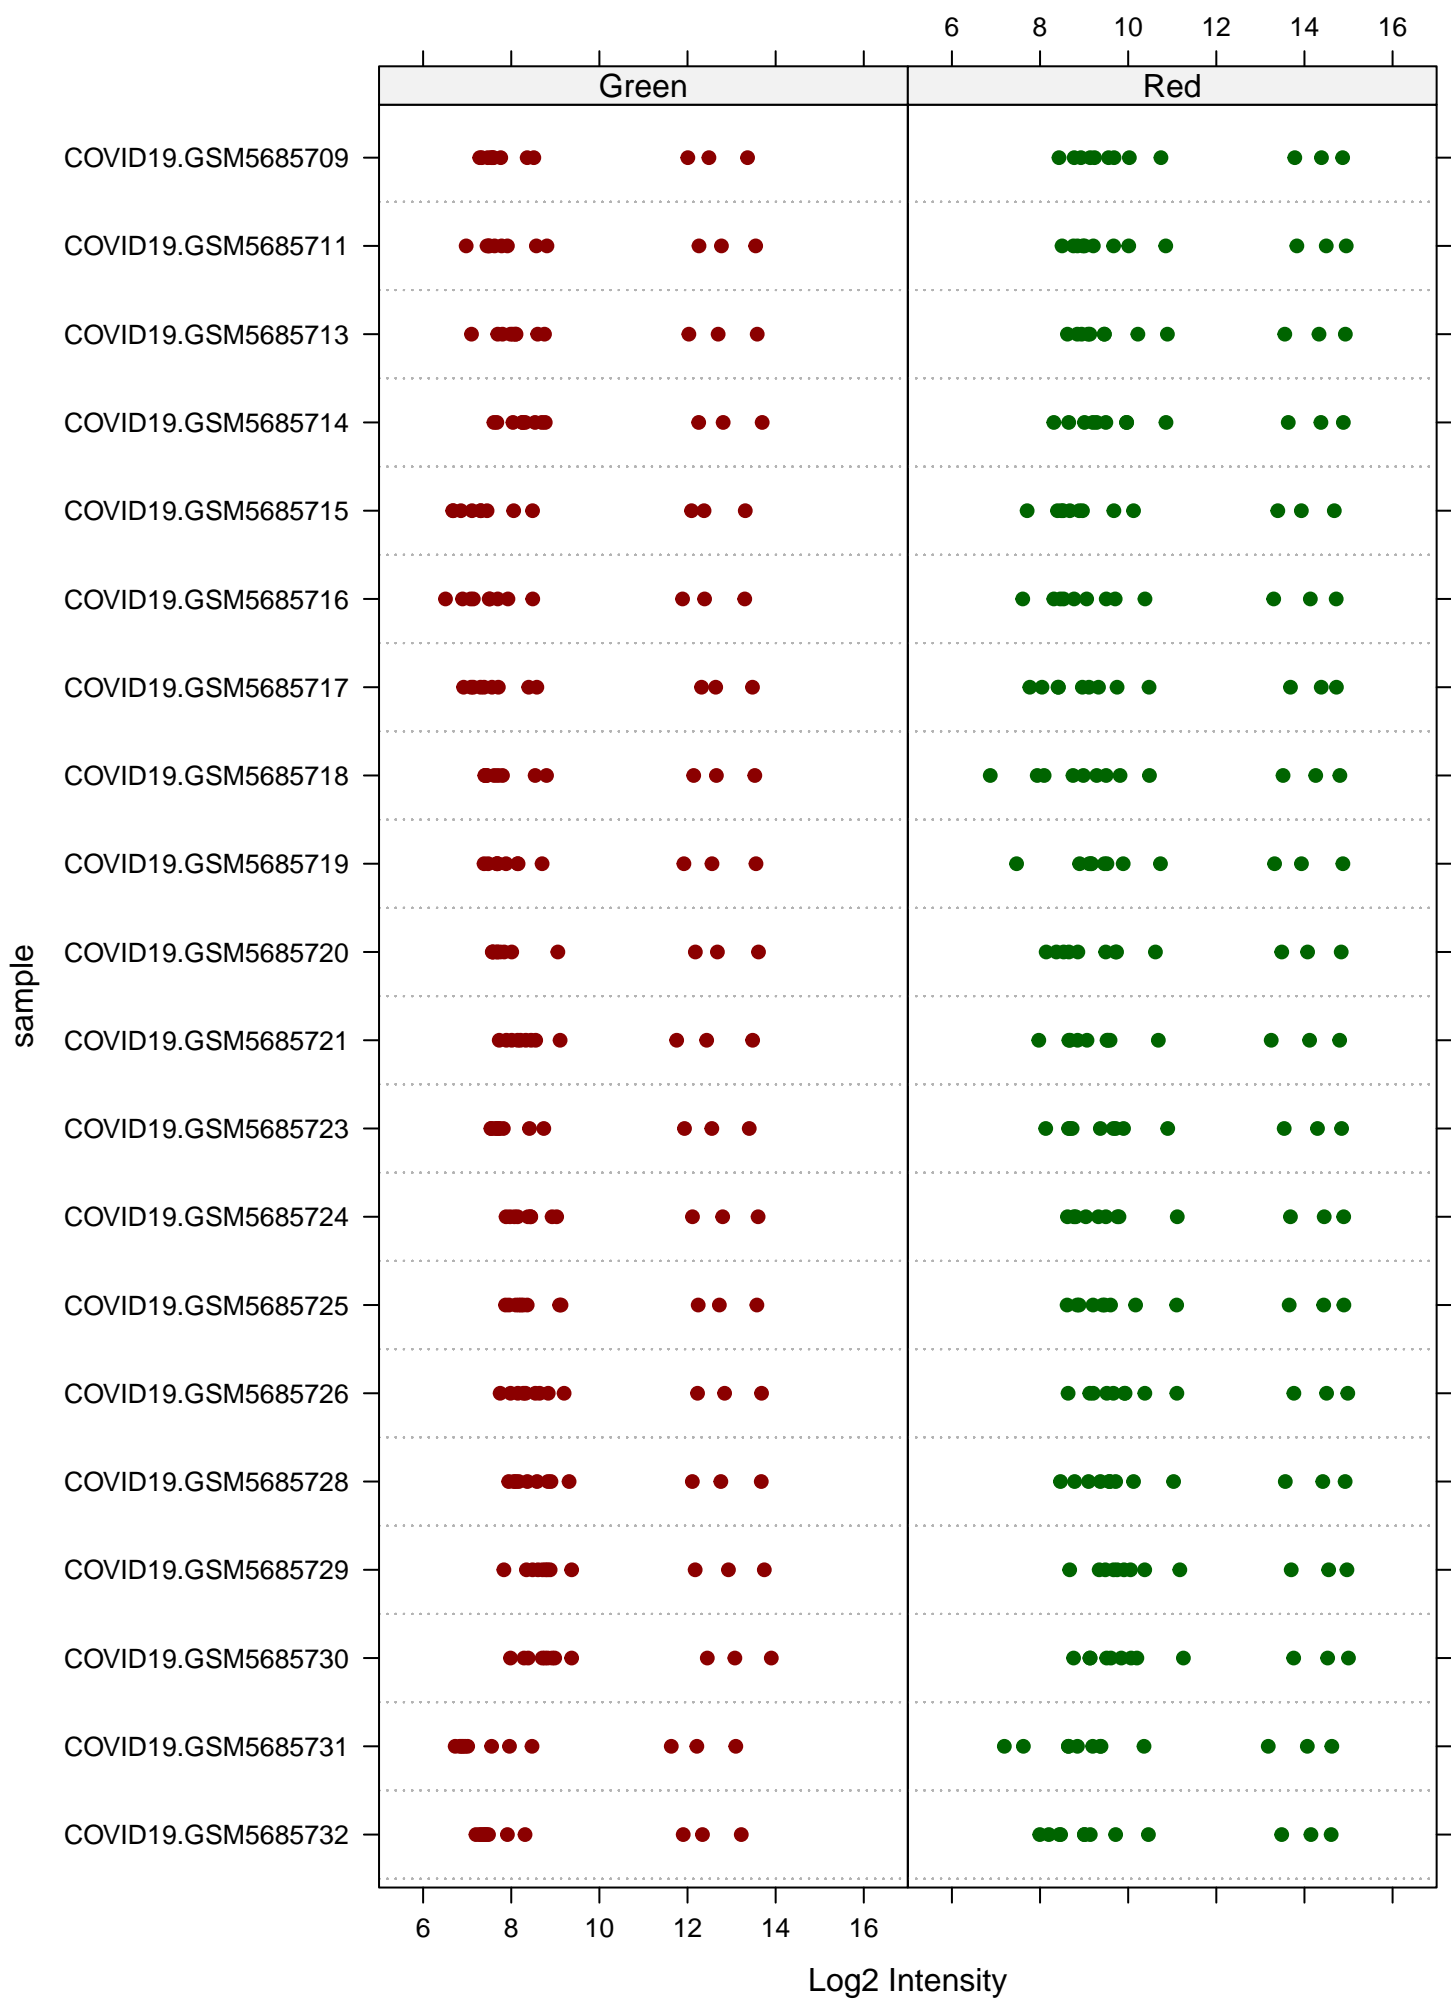 6 8 10 12 14 16
Green Red
COVID19.GSM5685709
COVID19.GSM5685711
COVID19.GSM5685713
COVID19.GSM5685714
COVID19.GSM5685715
COVID19.GSM5685716
COVID19.GSM5685717
COVID19.GSM5685718
COVID19.GSM5685719
COVID19.GSM5685720
COVID19.GSM5685721
COVID19.GSM5685723
COVID19.GSM5685724
COVID19.GSM5685725
COVID19.GSM5685726
COVID19.GSM5685728
COVID19.GSM5685729
COVID19.GSM5685730
COVID19.GSM5685731
COVID19.GSM5685732
sample
6 8 10 12 14 16
Log2 Intensity